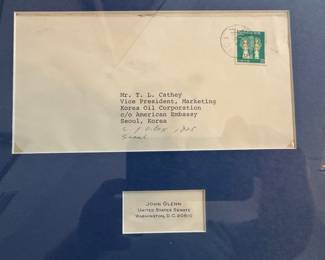 Mr. T. L. Cathey
Vice President, Marketing
Korea Oil Corporation
c/o American Embassy
Seoul, Korea
Seoul
JOHN GLENN
UNITED STATES SENATE
WASHINGTON, D.C. 20510